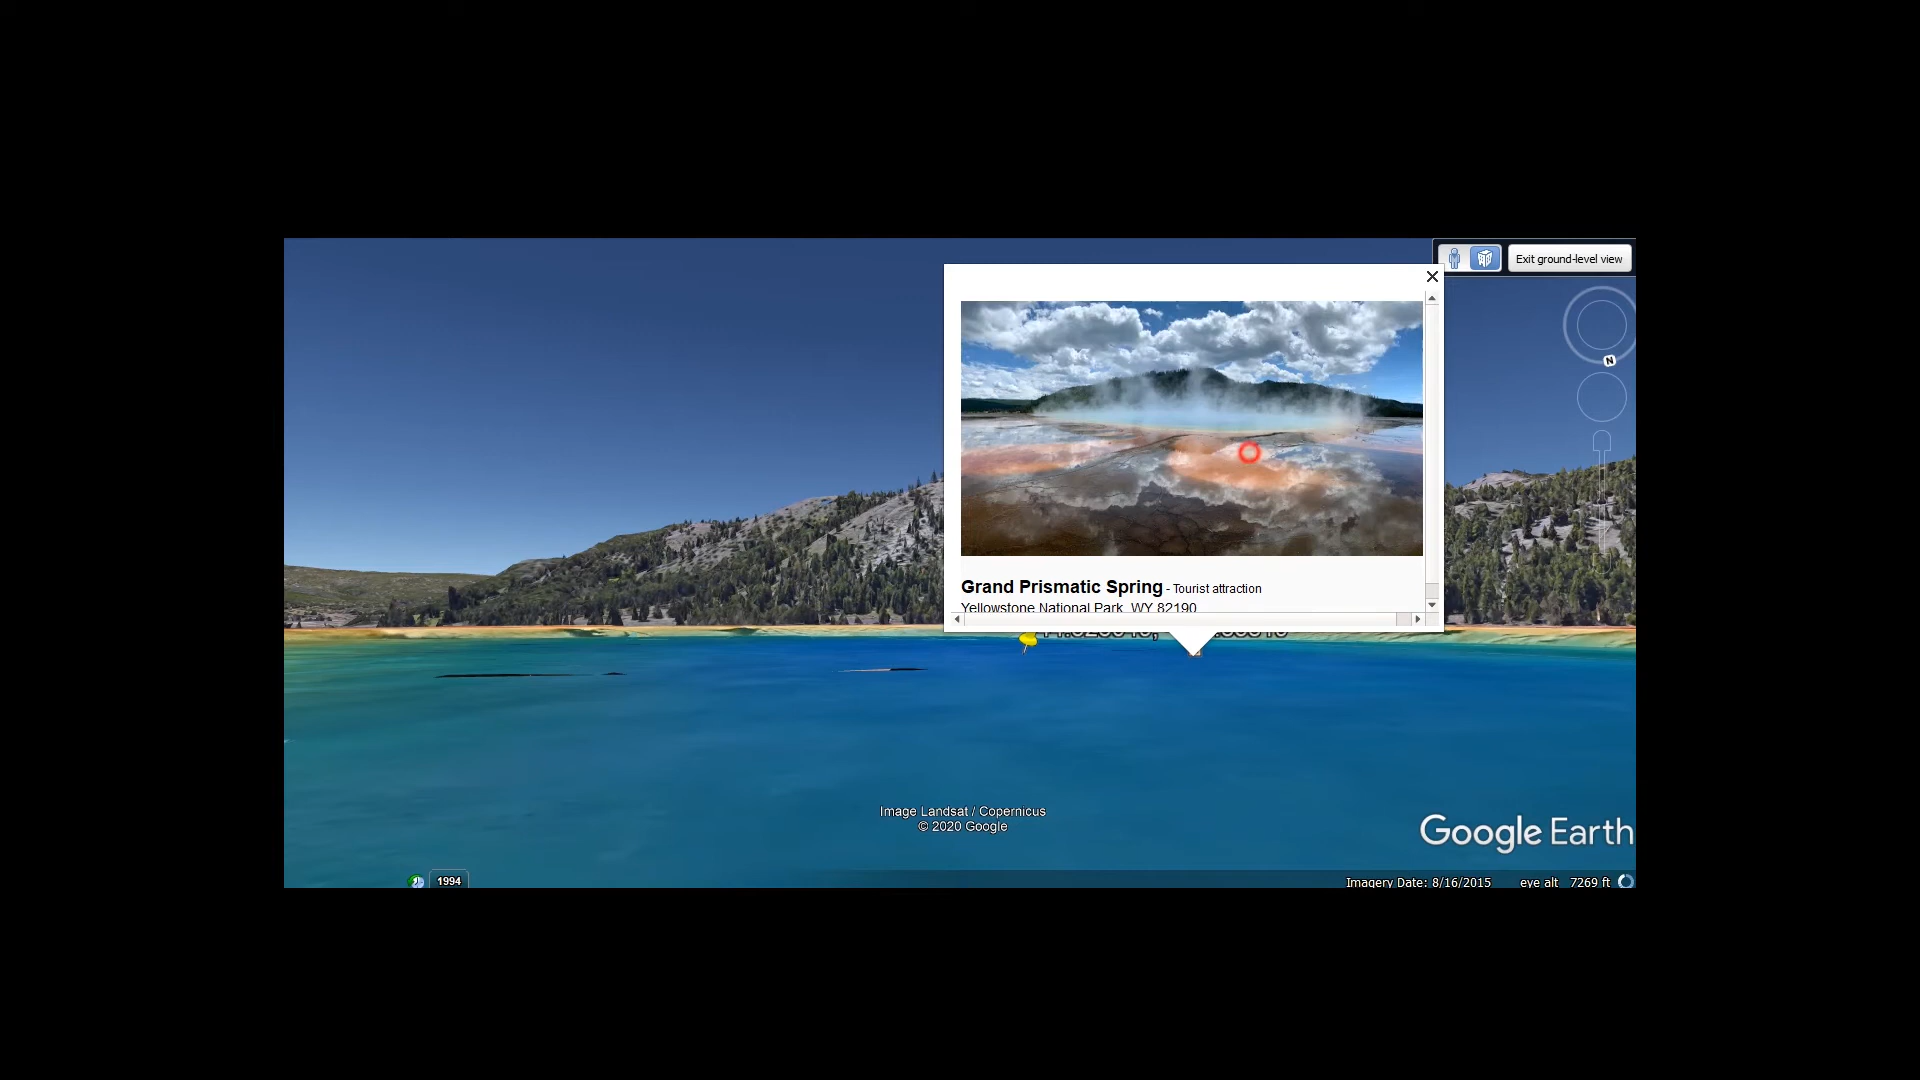 Exit ground-level view
N
Grand Prismatic Spring - Tourist attraction
Yellowstone National Park, WY 82190
Image Landsat / Copernicus
© 2020 Google
Google Earth
1994
Imagery Date: 8/16/2015 eye alt 7269 ft